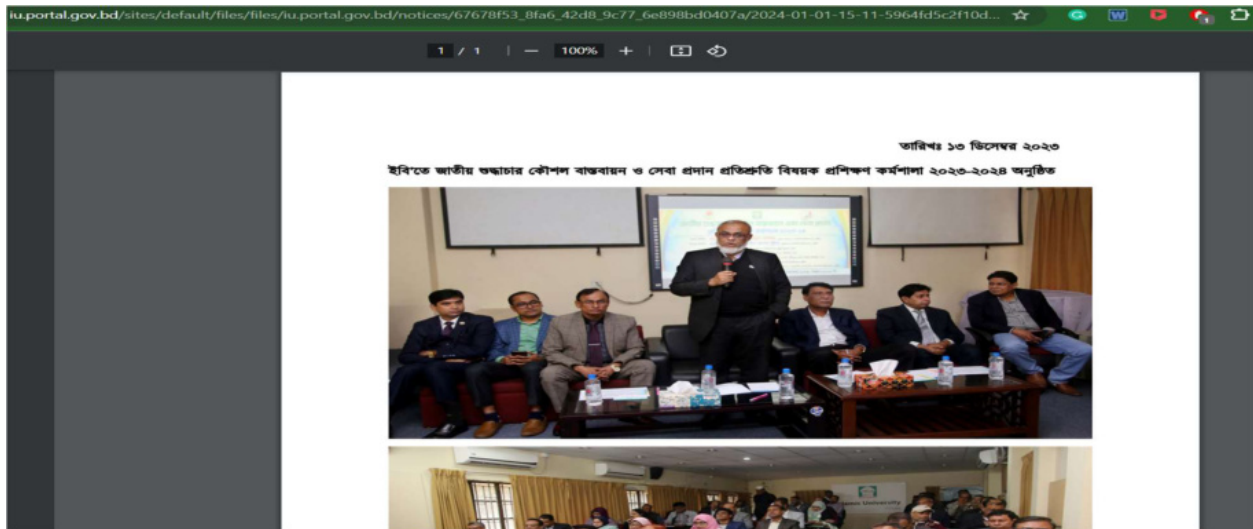 iu.portal.gov.bd/sites/default/files/files/iu.portal.gov.bd/notices/67678f53_8fa6_42d8_9c77_6e898bd0407a/2024-01-01-15-11-5964fd5c2f10d...
1 / 1 | — 100% + |
তারিখঃ ১৩ ডিসেম্বর ২০২৩
ইবি'তে জাতীয় শুদ্ধাচার কৌশল বাস্তবায়ন ও সেবা প্রদান প্রতিশ্রুতি বিষয়ক প্রশিক্ষণ কর্মশালা ২০২৩-২০২৪ অনুষ্ঠিত
University